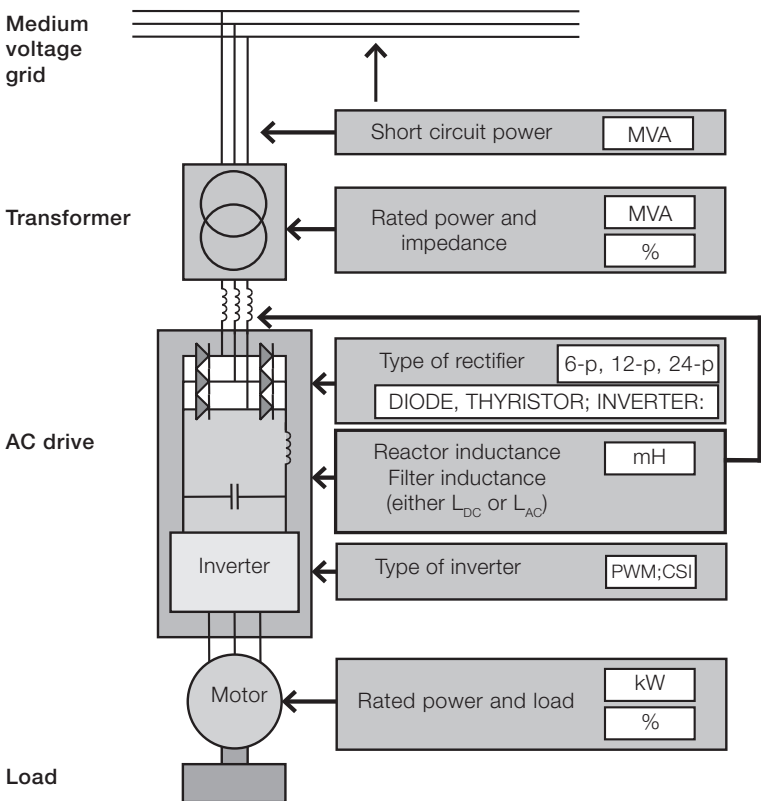 Medium
voltage
grid
Short circuit power
MVA
Transformer
Rated power and
impedance
MVA
%
Type of rectifier
6-p, 12-p, 24-p
DIODE, THYRISTOR; INVERTER:
AC drive
Reactor inductance
Filter inductance
(either LDC or LAC)
mH
Inverter
Type of inverter
PWM;CSI
Motor
Rated power and load
kW
%
Load